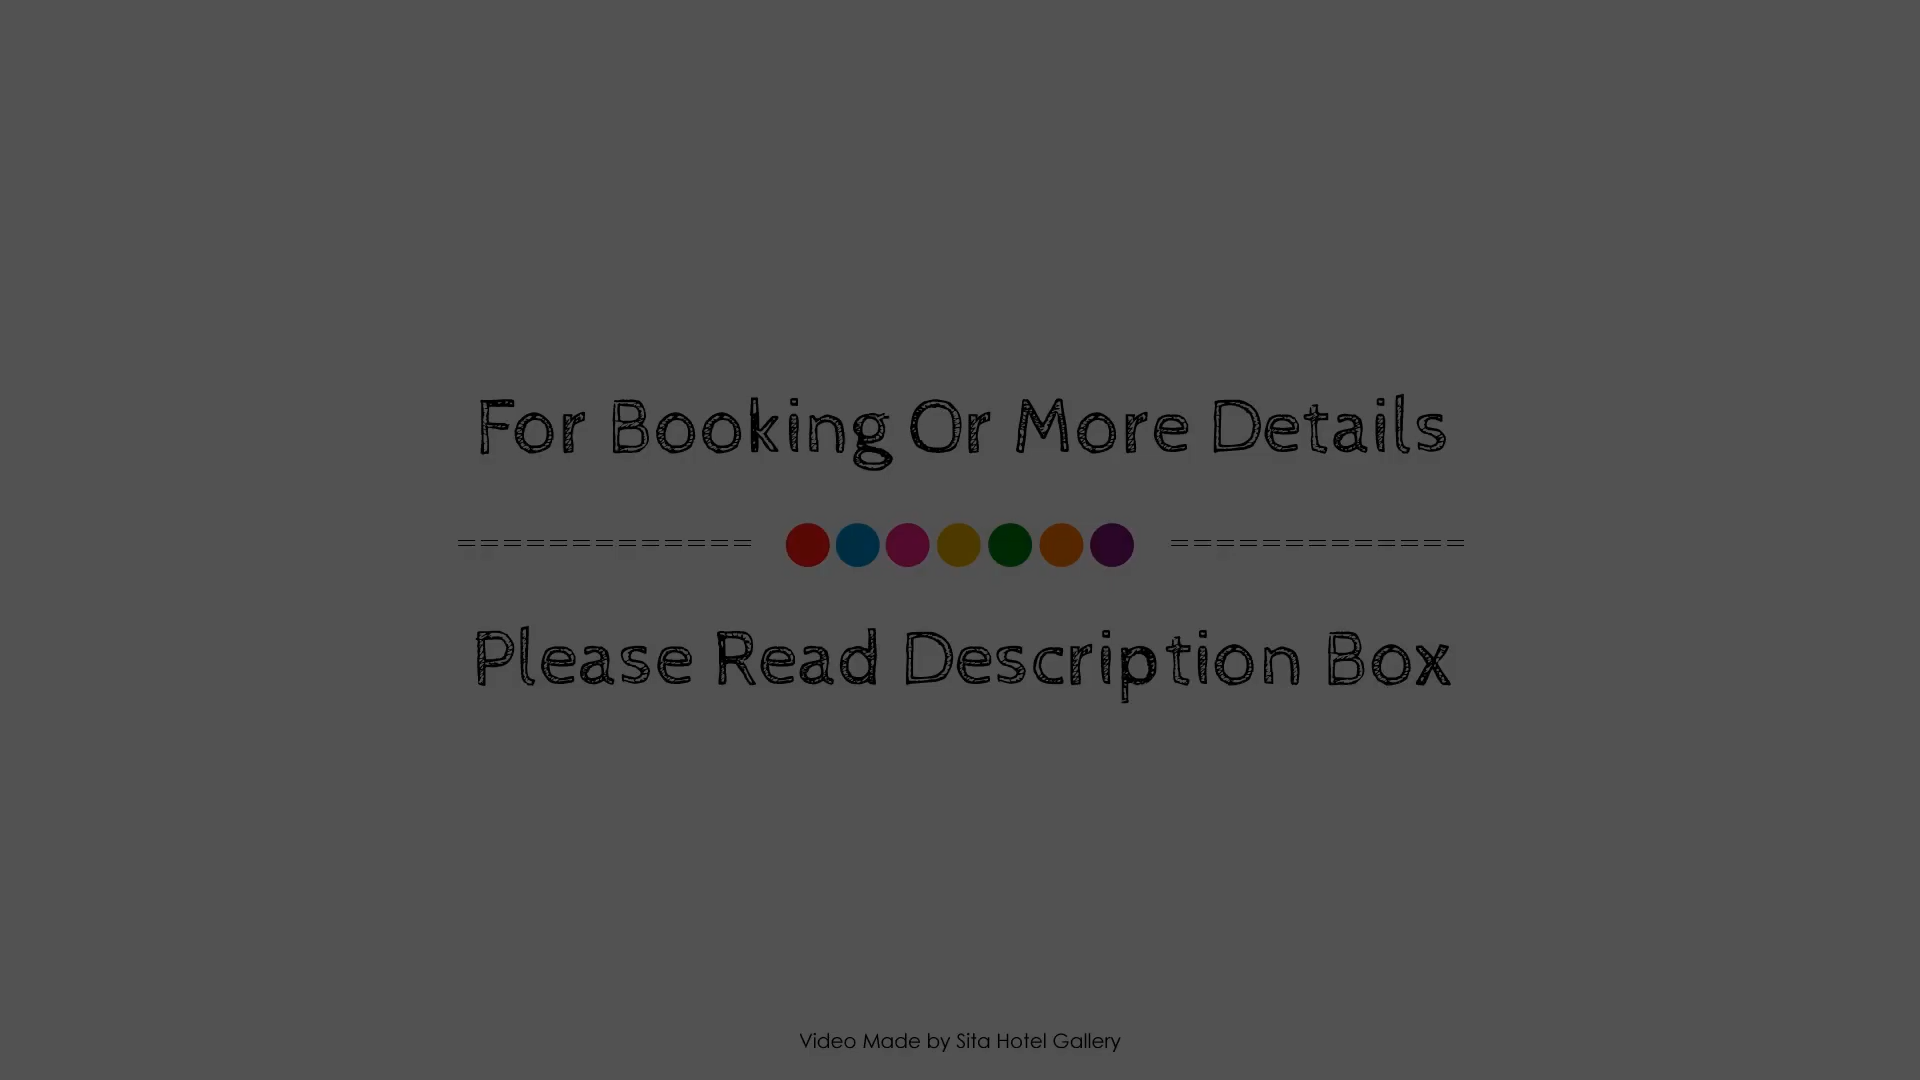 For Booking Or More Details
============= =============
Please Read Description Box
Video Made by Sita Hotel Gallery